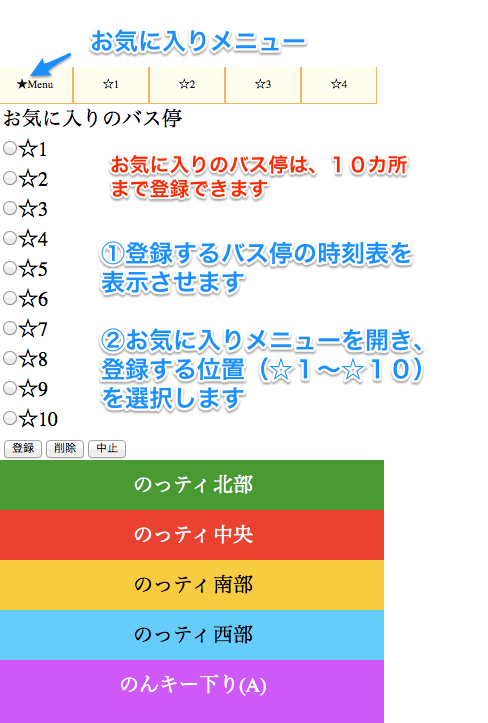 お気に入りメニュー
★Menu ☆1 ☆2 ☆3 ☆4
お気に入りのバス停
☆1
☆2
☆3
☆4
☆5
☆6
☆7
☆8
☆9
☆10
お気に入りのバス停は、１０カ所
まで登録できます
①登録するバス停の時刻表を
表示させます
②お気に入りメニューを開き、
登録する位置（☆１〜☆１０）
を選択します
登録 削除 中止
のっティ北部
のっティ中央
のっティ南部
のっティ西部
のんキー下り(A)